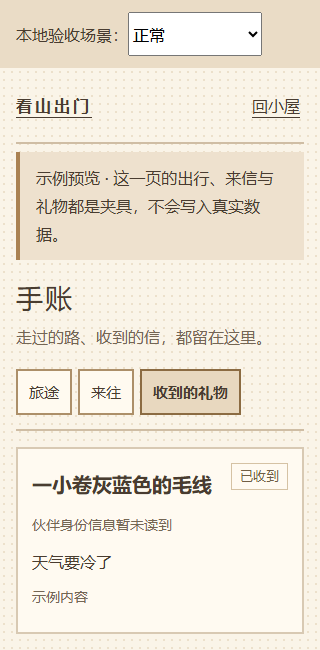 本地验收场景： 正常
看山出门 回小屋
示例预览 · 这一页的出行、来信与
礼物都是夹具，不会写入真实数
据。
手账
走过的路、收到的信，都留在这里。
旅途 来往 收到的礼物
一小卷灰蓝色的毛线 已收到
伙伴身份信息暂未读到
天气要冷了
示例内容